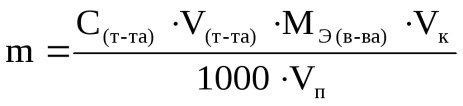 m = C(т-та) · V(т-та) · Mэ(в-ва) · Vк
1000 · Vп